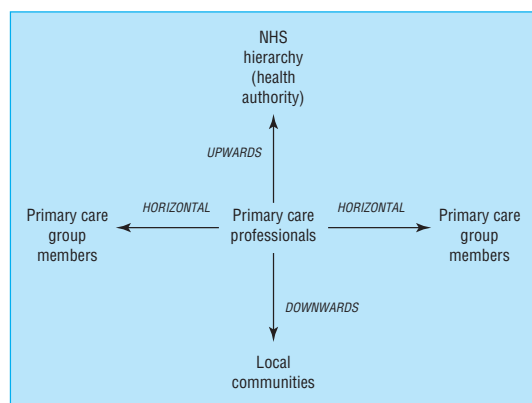 NHS
hierarchy
(health
authority)
UPWARDS
HORIZONTAL
HORIZONTAL
Primary care
group
members
Primary care
professionals
Primary care
group
members
DOWNWARDS
Local
communities